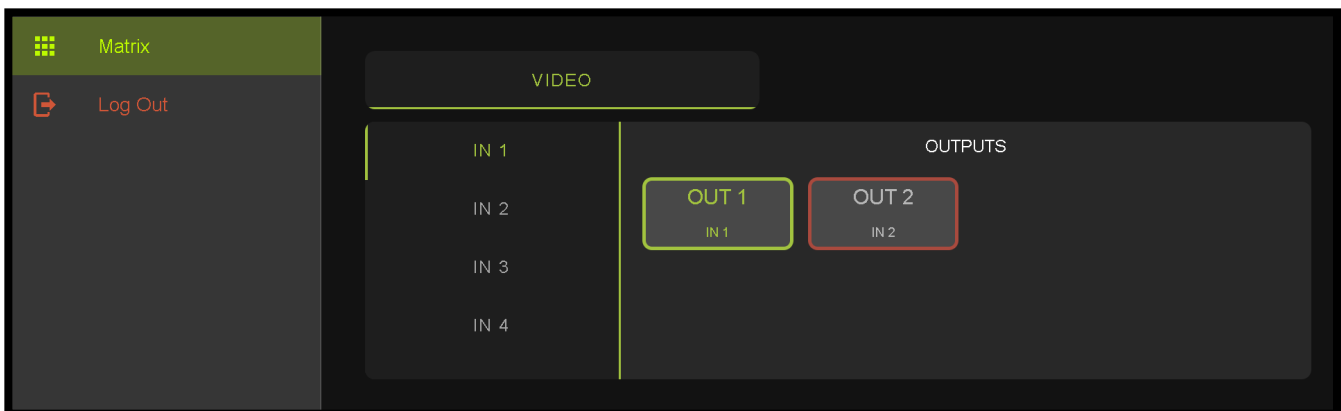 Matrix
Log Out
VIDEO
IN 1
IN 2
IN 3
IN 4
OUTPUTS
OUT 1
IN 1
OUT 2
IN 2